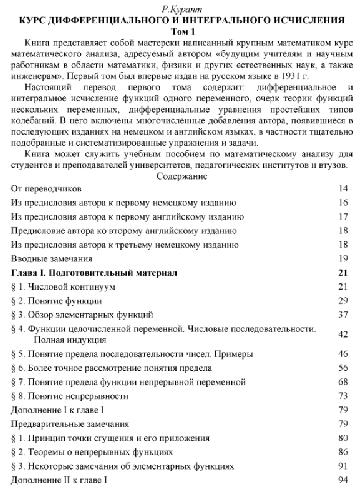 Р.Курант
КУРС ДИФФЕРЕНЦИАЛЬНОГО И ИНТЕГРАЛЬНОГО ИСЧИСЛЕНИЯ
Том 1
Книга представляет собой мастерски написанный крупным математиком курс
математического анализа, адресуемый автором «будущим учителям и научным
работникам в области математики, физики и других естественных наук, а также
инженерам». Первый том был впервые издан на русском языке в 1931 г.
Настоящий перевод первого тома содержит: дифференциальное и
интегральное исчисление функций одного переменного, очерк теории функций
нескольких переменных, дифференциальные уравнения простейших типов
колебаний. В него включены многочисленные добавления автора, появившиеся в
последующих изданиях на немецком и английском языках, в частности тщательно
подобранные и систематизированные упражнения и задачи.
Книга может служить учебным пособием по математическому анализу для
студентов и преподавателей университетов, педагогических институтов и втузов.
Содержание
От переводчиков 14
Из предисловия автора к первому немецкому изданию 16
Из предисловия автора к первому английскому изданию 17
Предисловие автора ко второму английскому изданию 18
Из предисловия автора к третьему немецкому изданию 18
Вводные замечания 19
Глава I. Подготовительный материал 21
§ 1. Числовой континуум 21
§ 2. Понятие функции 29
§ 3. Обзор элементарных функций 37
§ 4. Функции целочисленной переменной. Числовые последовательности. 42
Полная индукция
§ 5. Понятие предела последовательности чисел. Примеры 46
§ 6. Более точное рассмотрение понятия предела 56
§ 7. Понятие предела функции непрерывной переменной 68
§ 8. Понятие непрерывности 73
Дополнение I к главе I 79
Предварительные замечания 79
§ 1. Принцип точки сгущения и его приложения 80
§ 2. Теоремы о непрерывных функциях 86
§ 3. Некоторые замечания об элементарных функциях 91
Дополнение II к главе I 94